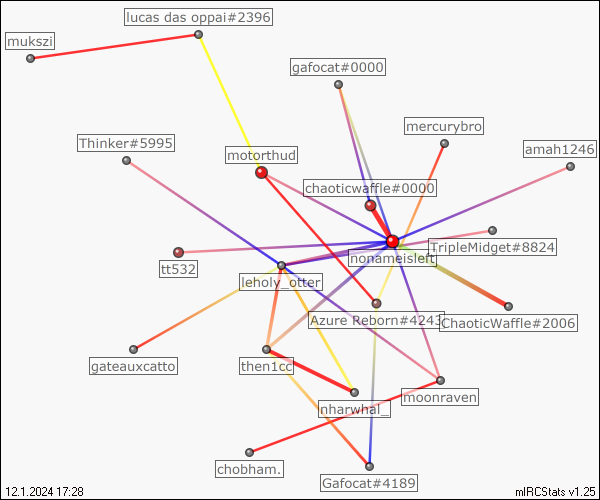 lucas das oppai#2396
mukszi
gafocat#0000
mercurybro
Thinker#5995
amah1246
motorthud
chaoticwaffle#0000
TripleMidget#8824
norameisleft
tt532
leholy_otter
Azure Reborn#4243
ChaoticWaffle#2006
gateauxcatto
then1cc
moonraven
nharwhal_
chobham.
Gafocat#4189
12.1.2024 17:28
mIRCStats v1.25